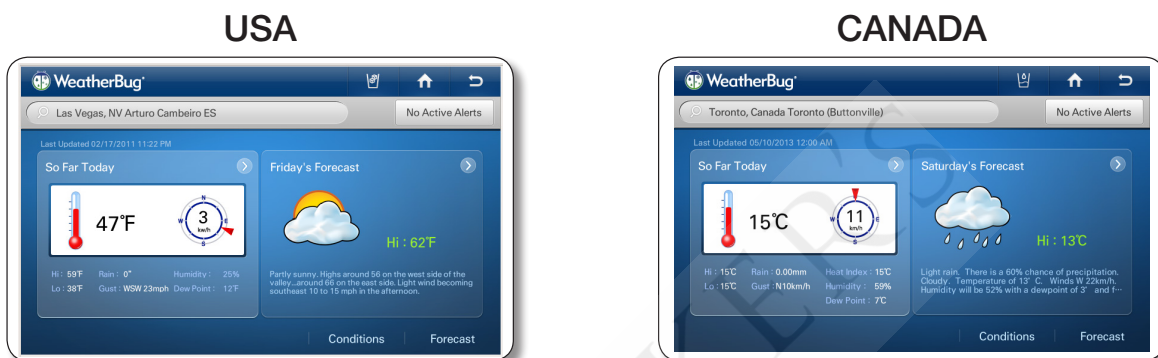 USA
WeatherBug
Las Vegas, NV Arturo Cambeiro ES
No Active Alerts
Last Updated 02/17/2011 11:22 PM
So Far Today
47°F
N
W
3
E
kw/h
S
Hi : 59°F Rain : 0" Humidity : 25%
Lo : 38°F Gust : WSW 23mph Dew Point : 12°F
Friday's Forecast
Hi : 62°F
Partly sunny. Highs around 56 on the west side of the
valley...around 66 on the east side. Light wind becoming
southeast 10 to 15 mph in the afternoon.
Conditions Forecast
CANADA
WeatherBug
Toronto, Canada Toronto (Buttonville)
No Active Alerts
Last Updated 05/10/2013 12:00 AM
So Far Today
15°C
W
11
E
km/h
S
Hi : 15°C Rain : 0.00mm Heat Index : 15°C
Lo : 15°C Gust : N10km/h Humidity : 59%
Dew Point : 7°C
Saturday's Forecast
Hi : 13°C
Light rain. There is a 60% chance of precipitation.
Cloudy. Temperature of 13° C. Winds W 22km/h.
Humidity will be 52% with a dewpoint of 3° and f…
Conditions Forecast